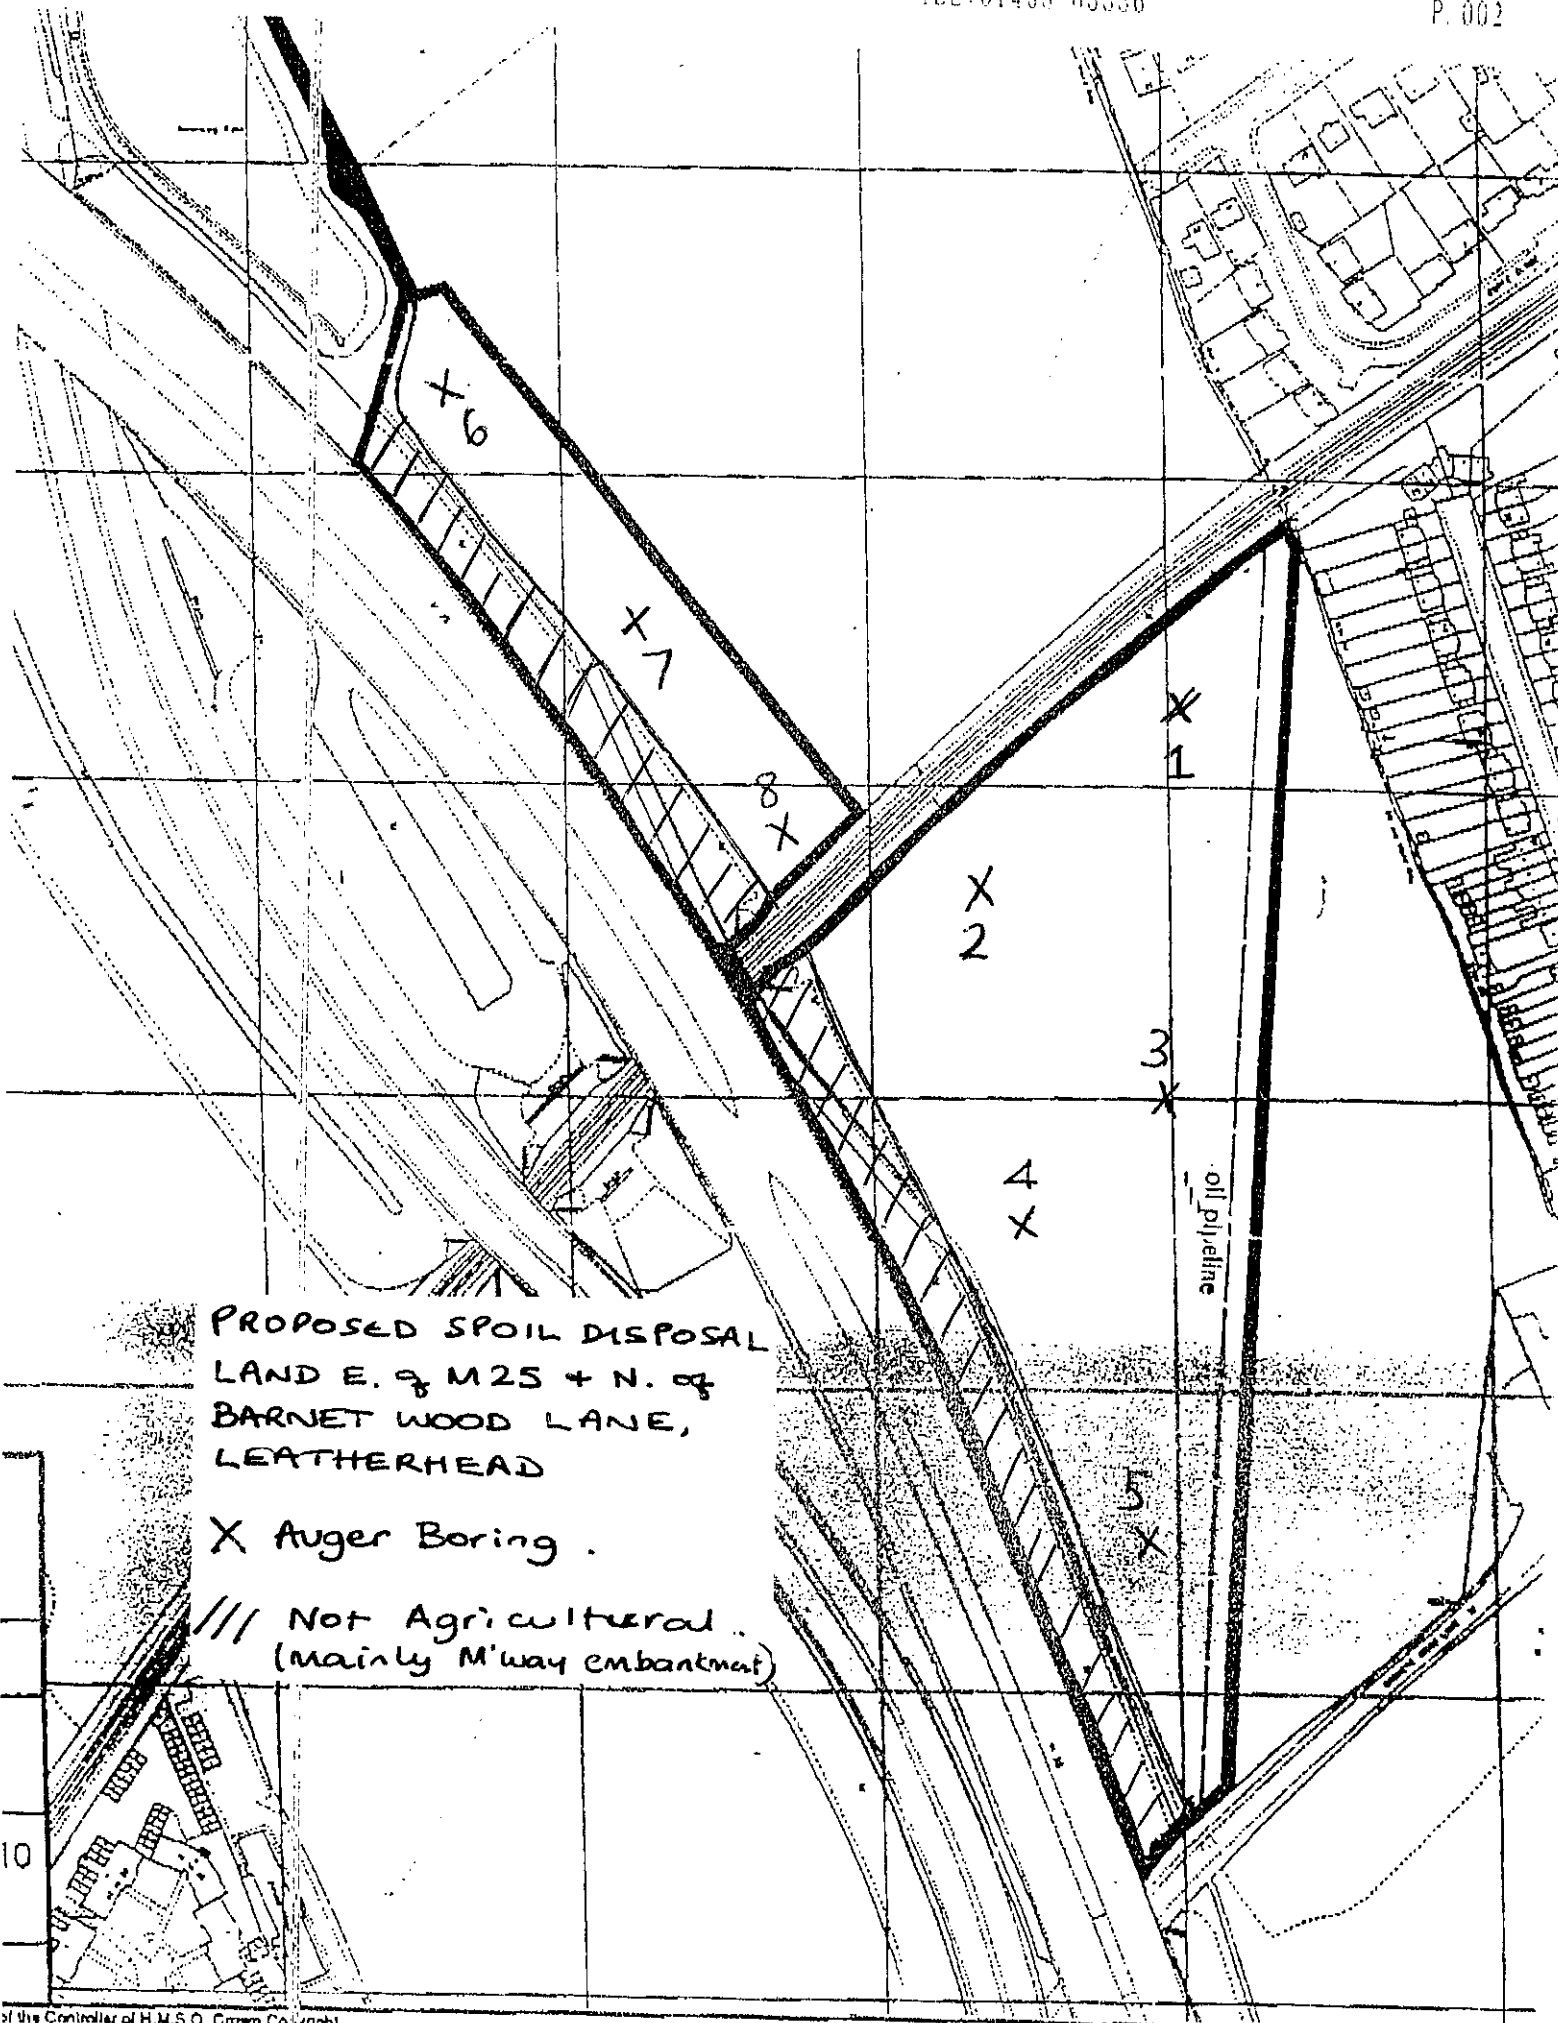 P. 002
6
7
8
1
2
3
4
oil pipeline
5
PROPOSED SPOIL DISPOSAL
LAND E. of M25 + N. of
BARNET WOOD LANE,
LEATHERHEAD
X Auger Boring .
/// Not Agricultural .
(mainly M'way embankment)
10
of the Controller of H.M.S.O. Crown Copyright